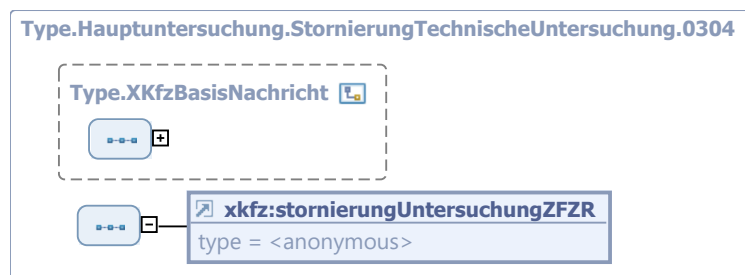 Type.Hauptuntersuchung.StornierungTechnischeUntersuchung.0304
Type.XKfzBasisNachricht
xkfz:stornierungUntersuchungZFZR
type = <anonymous>